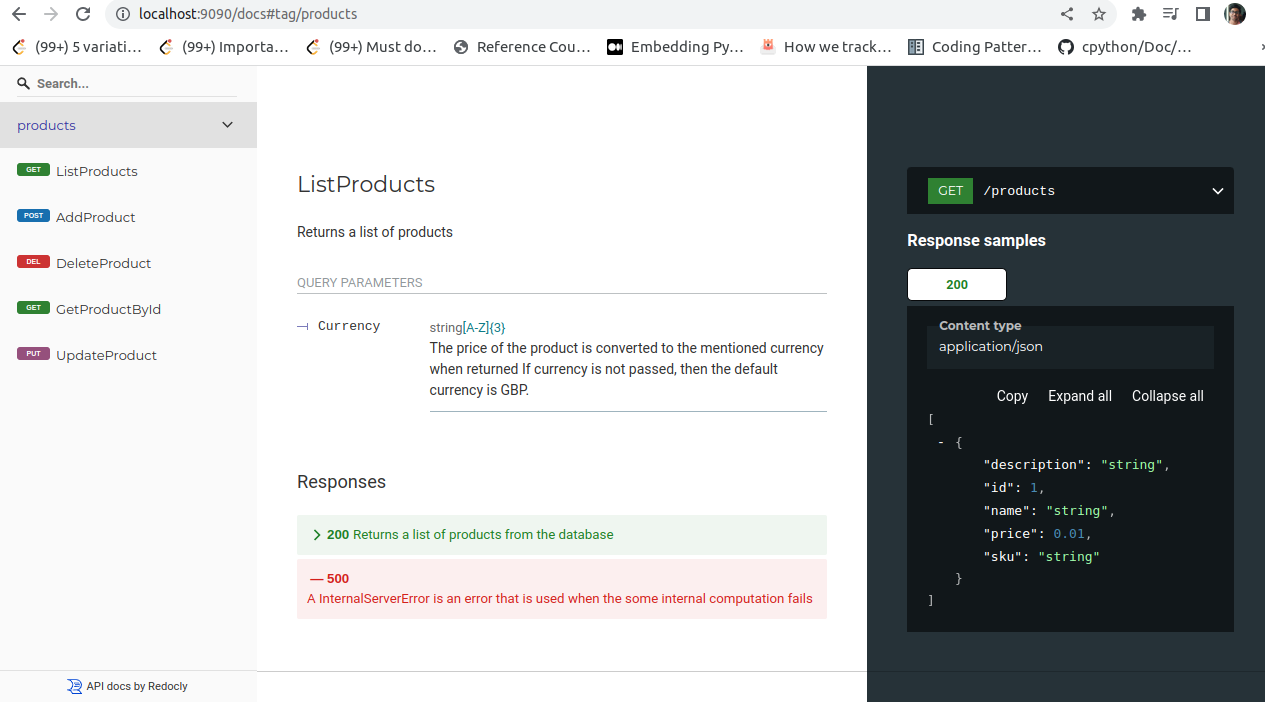 localhost:9090/docs#tag/products
(99+) 5 variati... (99+) Importa... (99+) Must do... Reference Cou... Embedding Py... How we track... Coding Patter... cpython/Doc/...
Search...
products
GET ListProducts
POST AddProduct
DEL DeleteProduct
GET GetProductById
PUT UpdateProduct
API docs by Redocly
ListProducts
Returns a list of products
QUERY PARAMETERS
Currency string[A-Z]{3}
The price of the product is converted to the mentioned currency
when returned If currency is not passed, then the default
currency is GBP.
Responses
200 Returns a list of products from the database
— 500
A InternalServerError is an error that is used when the some internal computation fails
GET /products
Response samples
200
Content type
application/json
Copy Expand all Collapse all
[
- {
"description": "string",
"id": 1,
"name": "string",
"price": 0.01,
"sku": "string"
}
]